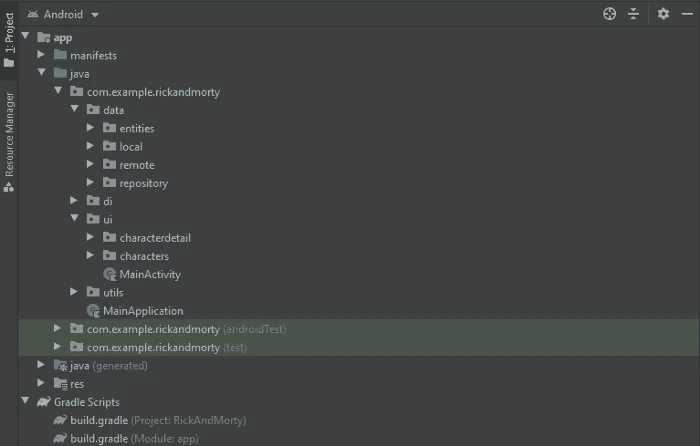 Android
1: Project
Resource Manager
app
manifests
java
com.example.rickandmorty
data
entities
local
remote
repository
di
ui
characterdetail
characters
MainActivity
utils
MainApplication
com.example.rickandmorty (androidTest)
com.example.rickandmorty (test)
java (generated)
res
Gradle Scripts
build.gradle (Project: RickAndMorty)
build.gradle (Module: app)